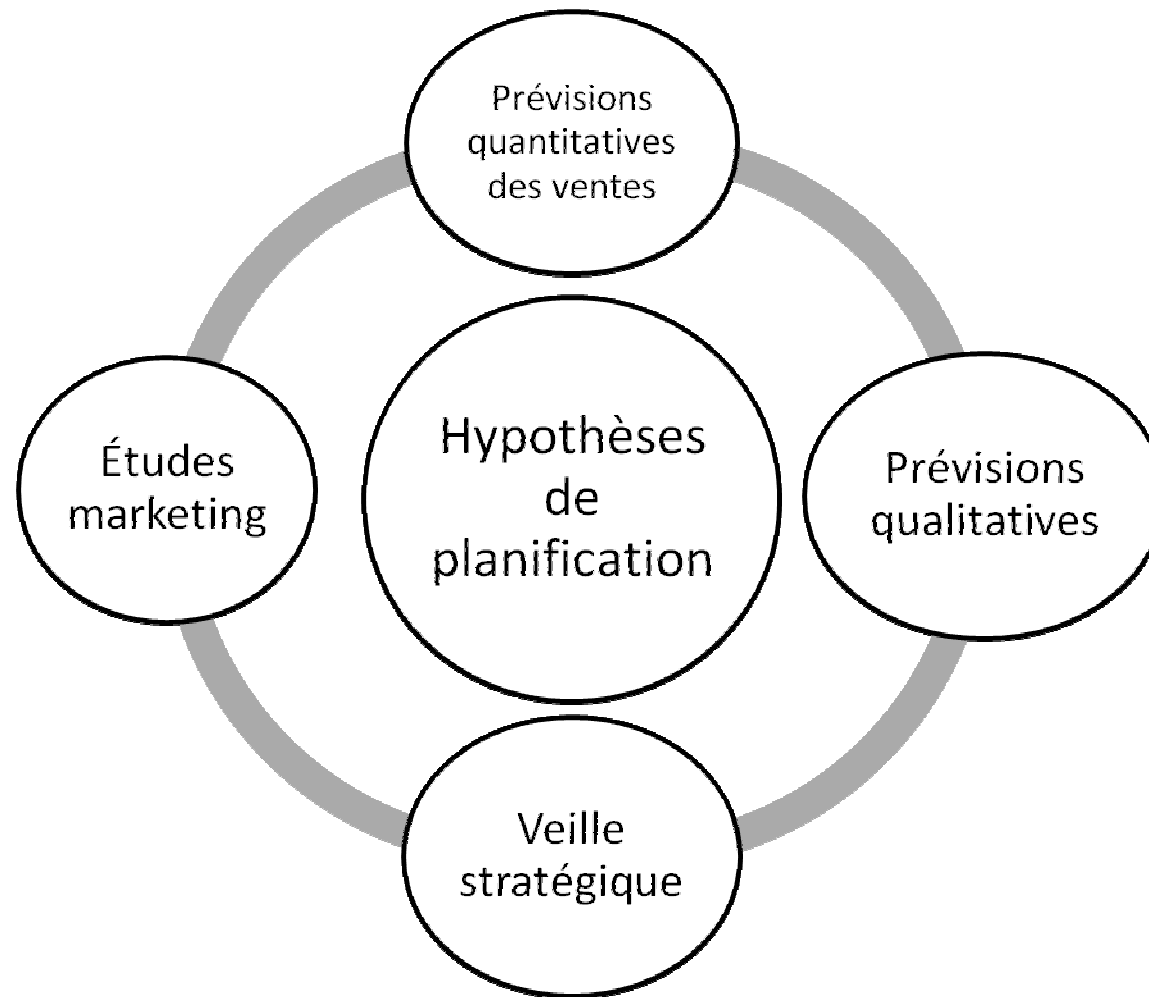 Prévisions
quantitatives
des ventes
Études
marketing
Hypothèses
de
planification
Prévisions
qualitatives
Veille
stratégique